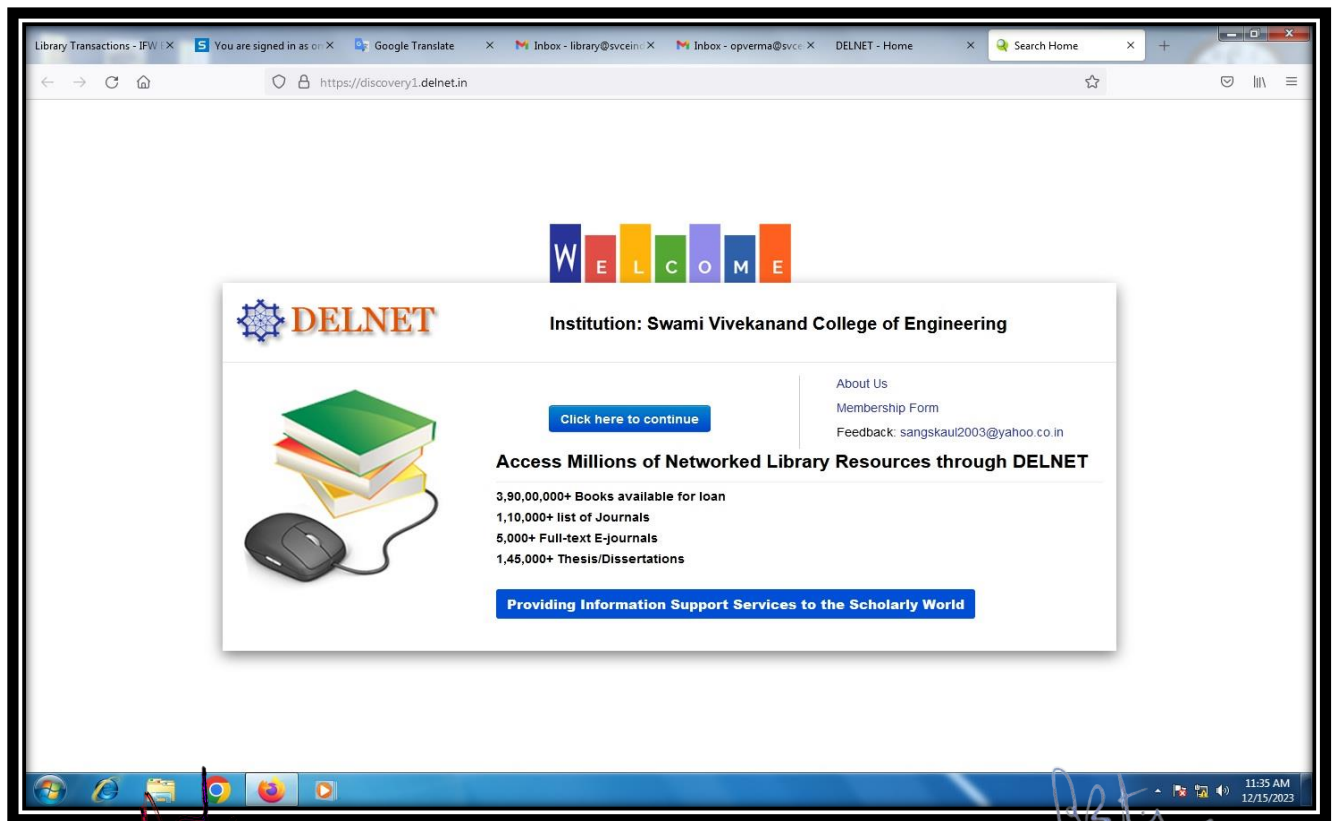 Library Transactions - IFW
You are signed in as on
Google Translate
Inbox - library@svceind
Inbox - opverma@svce
DELNET - Home
Search Home
https://discovery1.delnet.in
WELCOME
DELNET
Institution: Swami Vivekanand College of Engineering
Click here to continue
About Us
Membership Form
Feedback: sangskaul2003@yahoo.co.in
Access Millions of Networked Library Resources through DELNET
3,90,00,000+ Books available for loan
1,10,000+ list of Journals
5,000+ Full-text E-journals
1,45,000+ Thesis/Dissertations
Providing Information Support Services to the Scholarly World
11:35 AM
12/15/2023